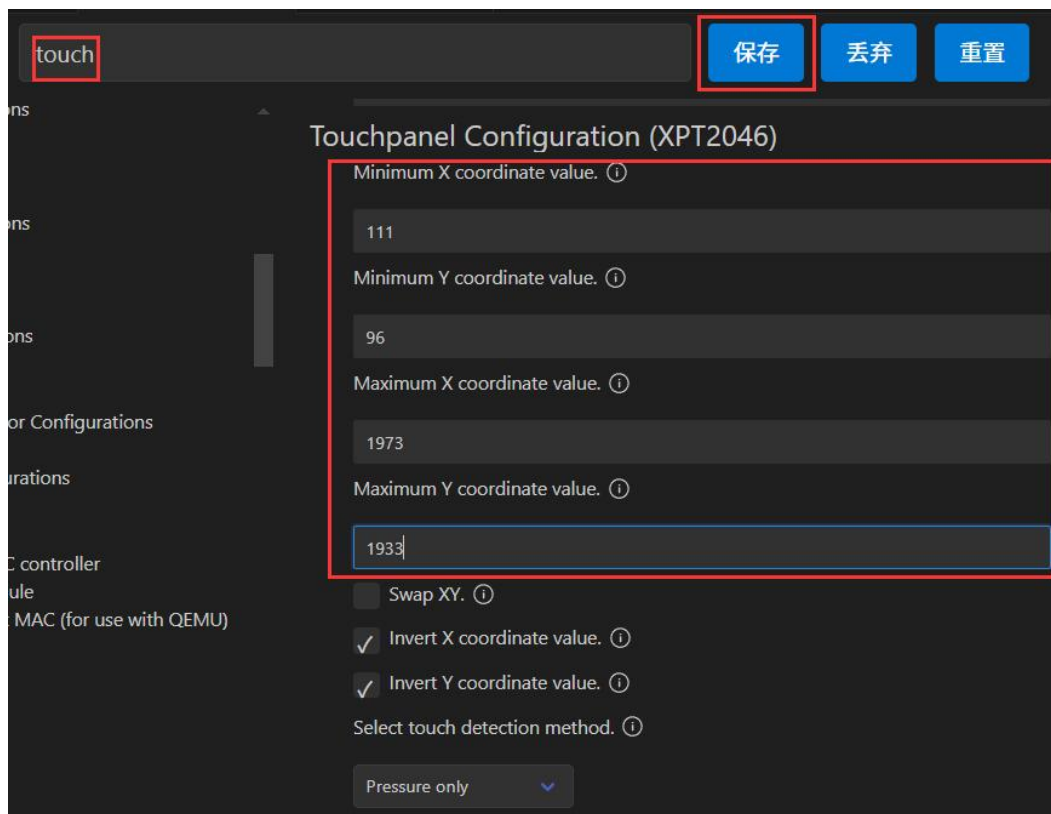 touch
保存
丢弃
重置
ons
Touchpanel Configuration (XPT2046)
Minimum X coordinate value.
111
ons
Minimum Y coordinate value.
96
ons
Maximum X coordinate value.
or Configurations
1973
urations
Maximum Y coordinate value.
1933
C controller
ule
Swap XY.
MAC (for use with QEMU)
Invert X coordinate value.
Invert Y coordinate value.
Select touch detection method.
Pressure only